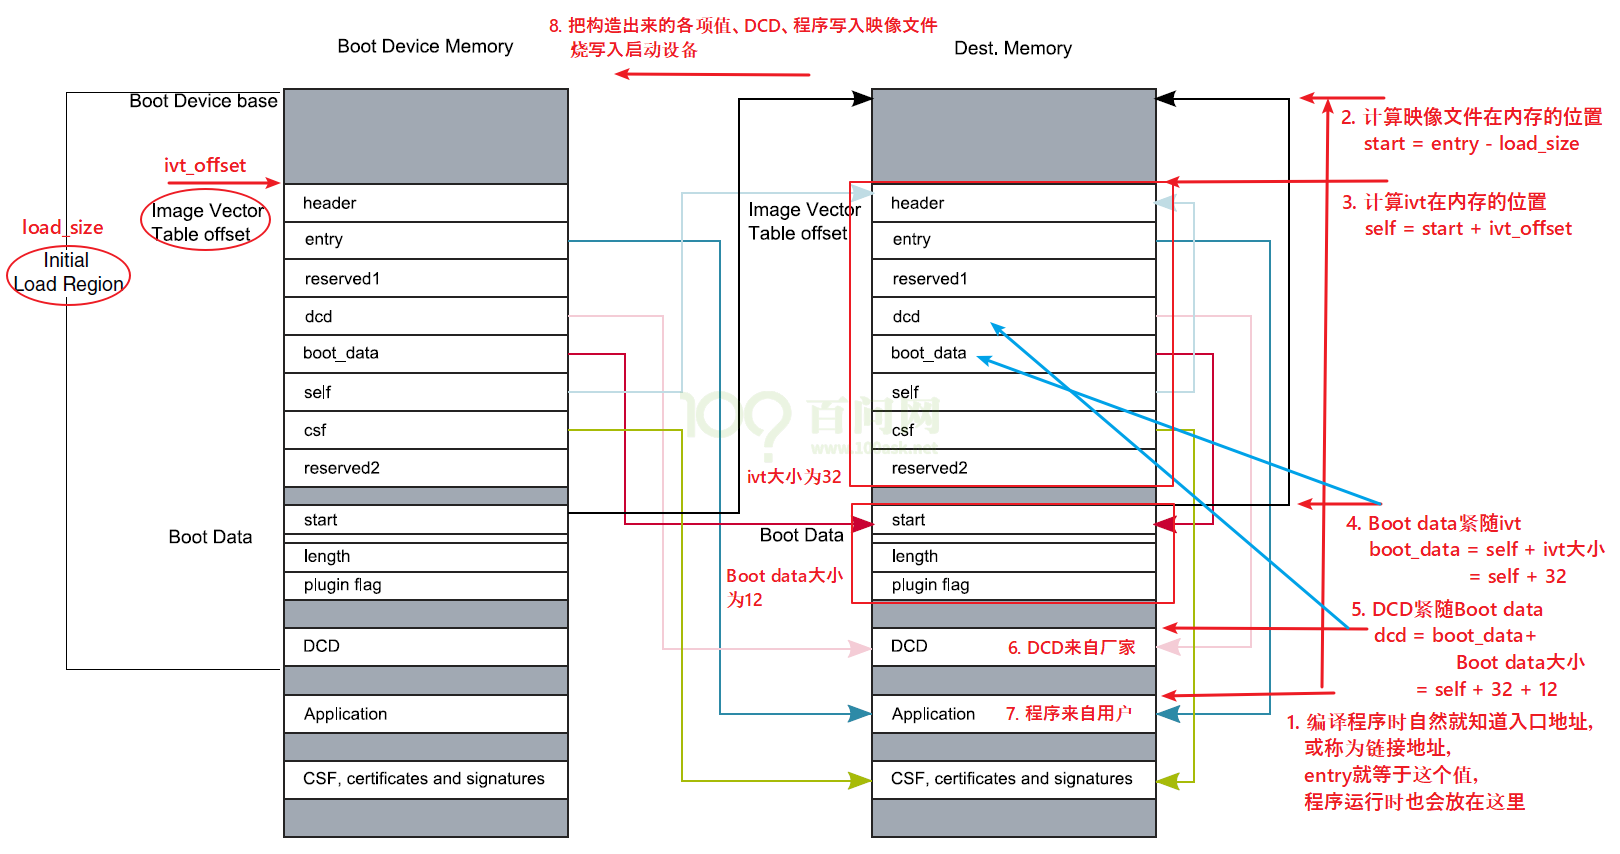 8. 把构造出来的各项值、DCD、程序写入映像文件
烧写入启动设备
Boot Device Memory
Dest. Memory
Boot Device base
ivt_offset
Image Vector
Table offset
load_size
Initial
Load Region
Boot Data
header
entry
reserved1
dcd
boot_data
self
csf
reserved2
start
length
plugin flag
DCD
Application
CSF, certificates and signatures
Image Vector
Table offset
ivt大小为32
Boot Data
Boot data大小
为12
100?
百问网
www.100ask.net
header
entry
reserved1
dcd
boot_data
self
csf
reserved2
start
length
plugin flag
DCD
6. DCD来自厂家
Application
7. 程序来自用户
CSF, certificates and signatures
2. 计算映像文件在内存的位置
start = entry - load_size
3. 计算ivt在内存的位置
self = start + ivt_offset
4. Boot data紧随ivt
boot_data = self + ivt大小
= self + 32
5. DCD紧随Boot data
dcd = boot_data+
Boot data大小
= self + 32 + 12
1. 编译程序时自然就知道入口地址,
或称为链接地址,
entry就等于这个值,
程序运行时也会放在这里